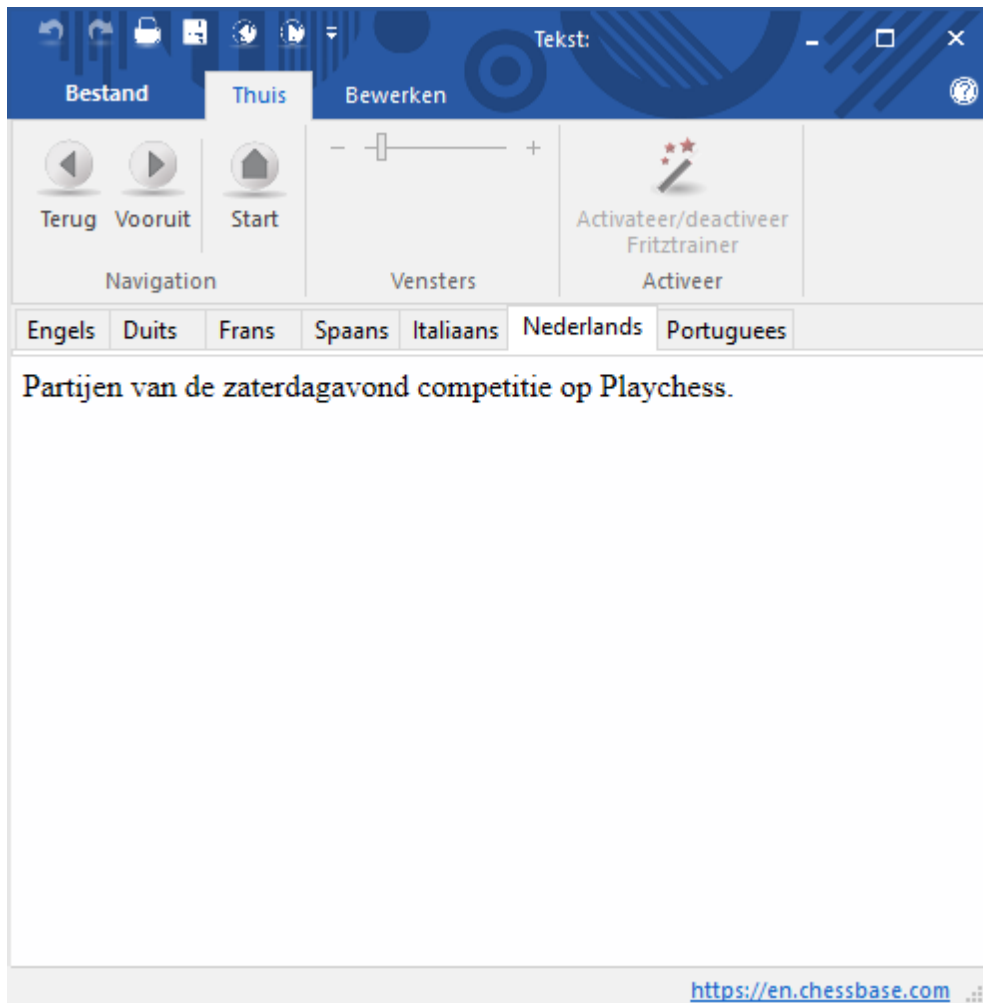 Tekst:
Bestand Thuis Bewerken
Terug Vooruit Start
Activateer/deactiveer
Fritztrainer
Navigation Vensters Activeer
Engels Duits Frans Spaans Italiaans Nederlands Portuguees
Partijen van de zaterdagavond competitie op Playchess.
https://en.chessbase.com